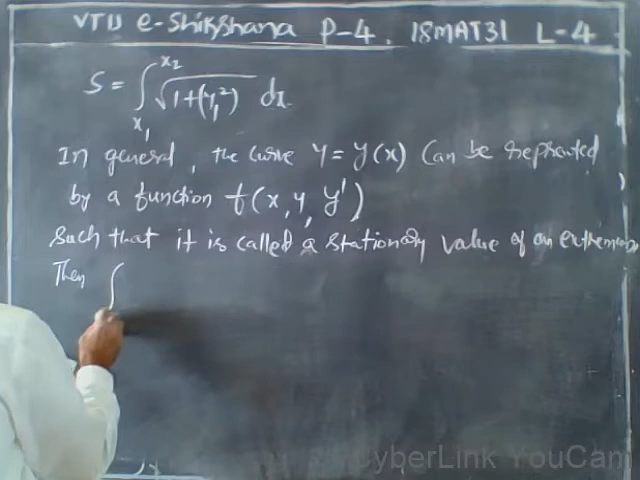 VTU e-Shikshana P-4. 18MAT31 L-4
S = ∫_{x₁}^{x₂} √(1+(y₁²)) dx.
In general, the curve y = y(x) can be
by a function f(x, y, y')
Such that it is called a stationary value of an extremum
Then ∫
CyberLink YouCam